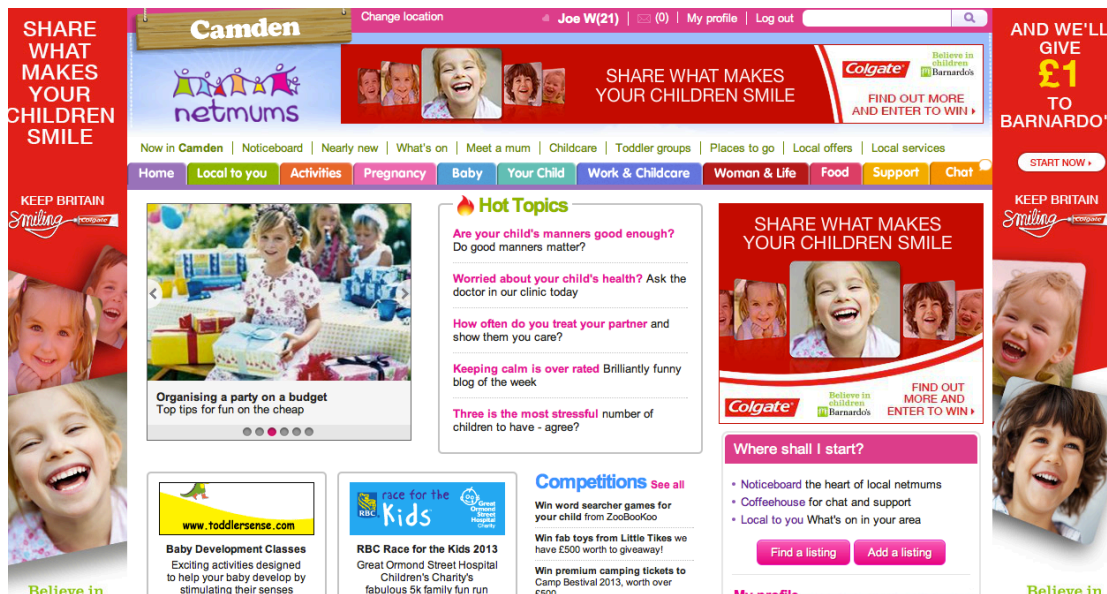 SHARE
WHAT
MAKES
YOUR
CHILDREN
SMILE
KEEP BRITAIN
Smiling
Colgate
Believe in
Camden
Change location
Joe W(21)
(0)
My profile
Log out
netmums
SHARE WHAT MAKES
YOUR CHILDREN SMILE
Colgate
Believe in
children
Barnardo's
FIND OUT MORE
AND ENTER TO WIN
Now in Camden
Noticeboard
Nearly new
What's on
Meet a mum
Childcare
Toddler groups
Places to go
Local offers
Local services
Home
Local to you
Activities
Pregnancy
Baby
Your Child
Work & Childcare
Woman & Life
Food
Support
Chat
Organising a party on a budget
Top tips for fun on the cheap
Hot Topics
Are your child's manners good enough?
Do good manners matter?
Worried about your child's health? Ask the
doctor in our clinic today
How often do you treat your partner and
show them you care?
Keeping calm is over rated Brilliantly funny
blog of the week
Three is the most stressful number of
children to have - agree?
SHARE WHAT MAKES
YOUR CHILDREN SMILE
Colgate
Believe in
children
Barnardo's
FIND OUT
MORE AND
ENTER TO WIN
www.toddlersense.com
Baby Development Classes
Exciting activities designed
to help your baby develop by
stimulating their senses
RBC
race for the
Kids
Great
Ormond
Street
Hospital
Charity
RBC Race for the Kids 2013
Great Ormond Street Hospital
Children's Charity's
fabulous 5k family fun run
Competitions See all
Win word searcher games for
your child from ZooBooKoo
Win fab toys from Little Tikes we
have £500 worth to giveaway!
Win premium camping tickets to
Camp Bestival 2013, worth over
£500
Where shall I start?
Noticeboard the heart of local netmums
Coffeehouse for chat and support
Local to you What's on in your area
Find a listing
Add a listing
My profile
AND WE'LL
GIVE
£1
TO
BARNARDO'
START NOW
KEEP BRITAIN
Smiling
Colgate
Believe in